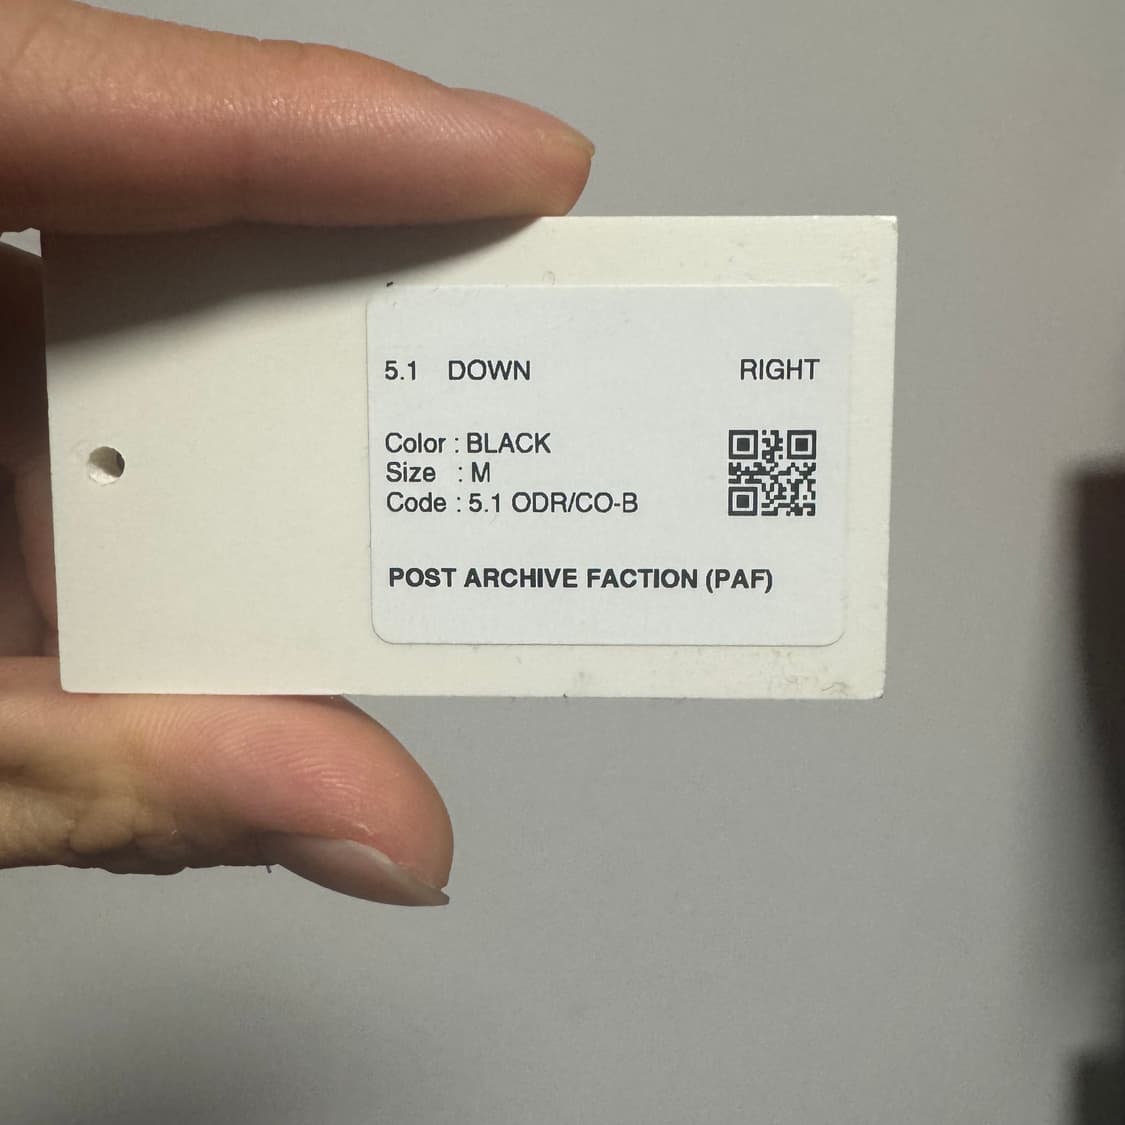 5.1 DOWN RIGHT
Color : BLACK
Size : M
Code : 5.1 ODR/CO-B
POST ARCHIVE FACTION (PAF)